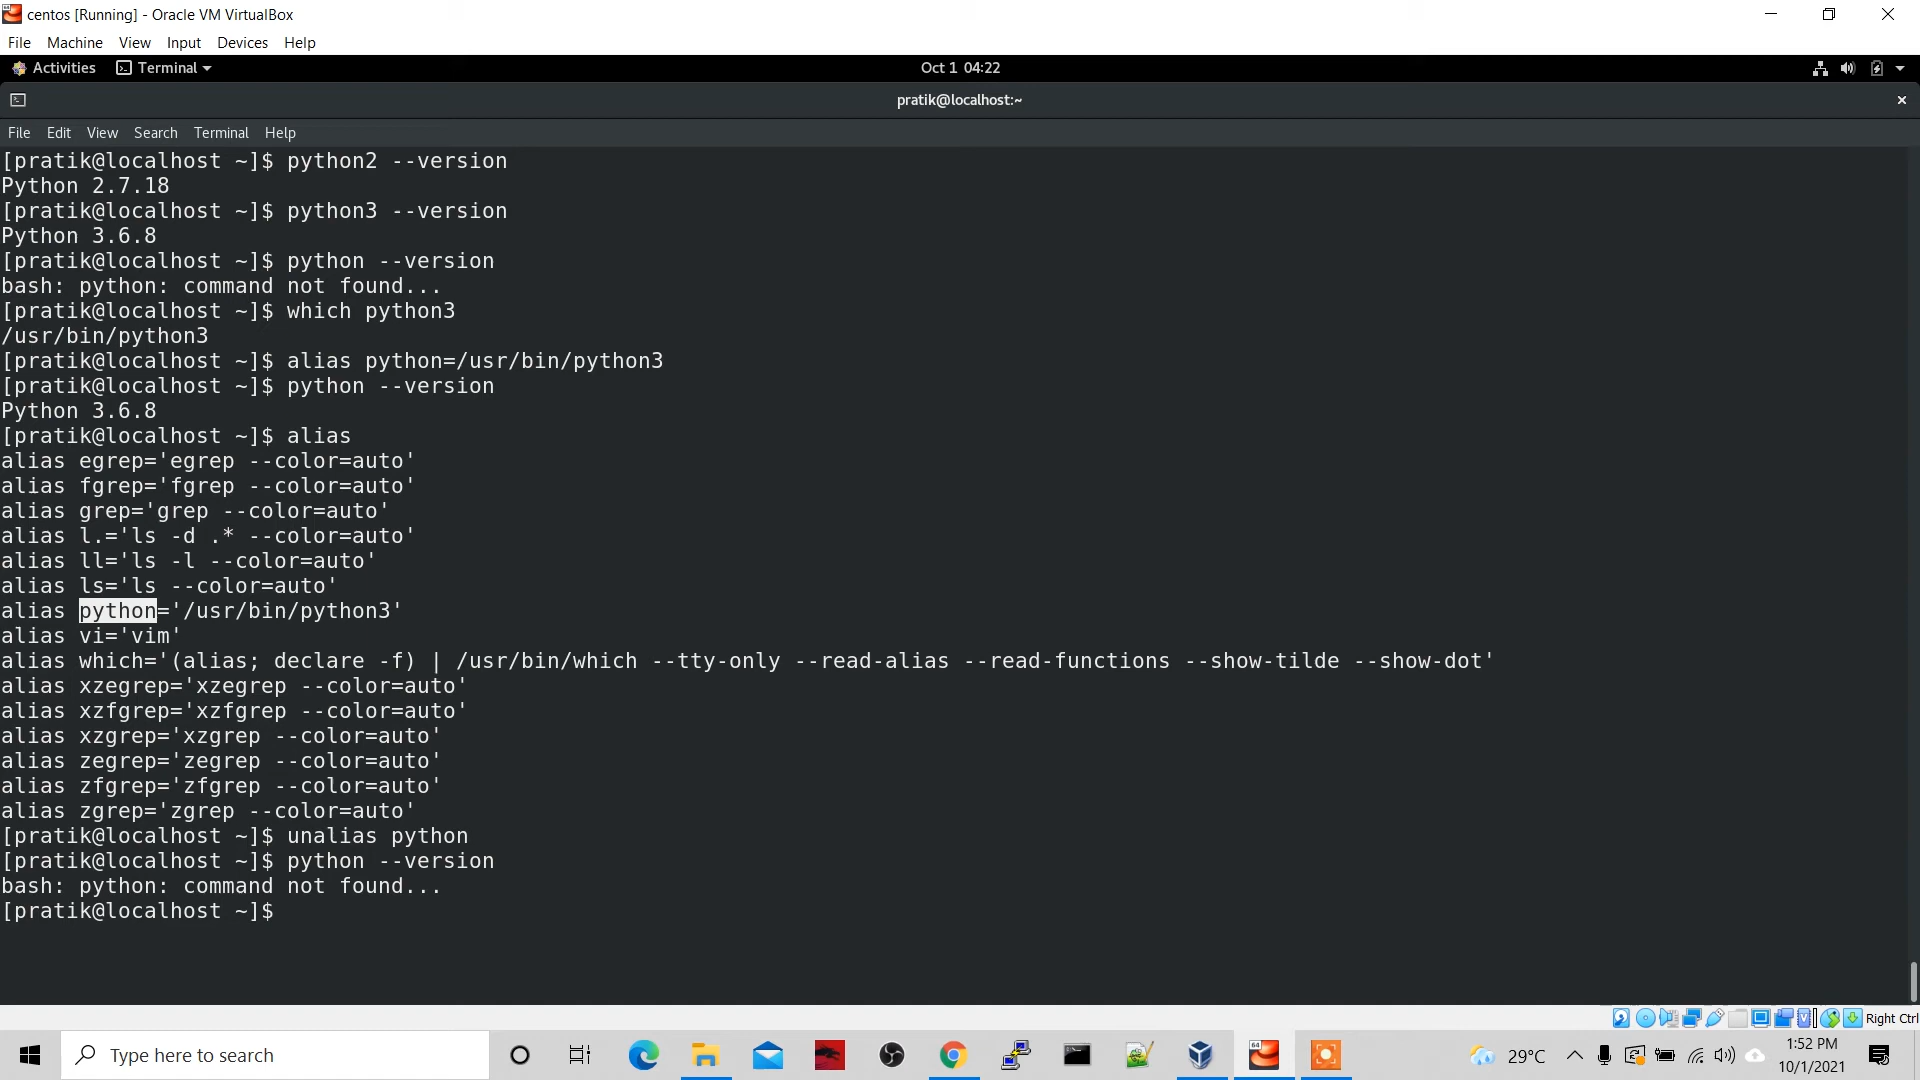 centos [Running] - Oracle VM VirtualBox
File Machine View Input Devices Help
Activities Terminal Oct 1 04:22
pratik@localhost:~
File Edit View Search Terminal Help
[pratik@localhost ~]$ python2 --version
Python 2.7.18
[pratik@localhost ~]$ python3 --version
Python 3.6.8
[pratik@localhost ~]$ python --version
bash: python: command not found...
[pratik@localhost ~]$ which python3
/usr/bin/python3
[pratik@localhost ~]$ alias python=/usr/bin/python3
[pratik@localhost ~]$ python --version
Python 3.6.8
[pratik@localhost ~]$ alias
alias egrep='egrep --color=auto'
alias fgrep='fgrep --color=auto'
alias grep='grep --color=auto'
alias l.='ls -d .* --color=auto'
alias ll='ls -l --color=auto'
alias ls='ls --color=auto'
alias python='/usr/bin/python3'
alias vi='vim'
alias which='(alias; declare -f) | /usr/bin/which --tty-only --read-alias --read-functions --show-tilde --show-dot'
alias xzegrep='xzegrep --color=auto'
alias xzfgrep='xzfgrep --color=auto'
alias xzgrep='xzgrep --color=auto'
alias zegrep='zegrep --color=auto'
alias zfgrep='zfgrep --color=auto'
alias zgrep='zgrep --color=auto'
[pratik@localhost ~]$ unalias python
[pratik@localhost ~]$ python --version
bash: python: command not found...
[pratik@localhost ~]$
Right Ctrl
Type here to search
29°C
1:52 PM
10/1/2021